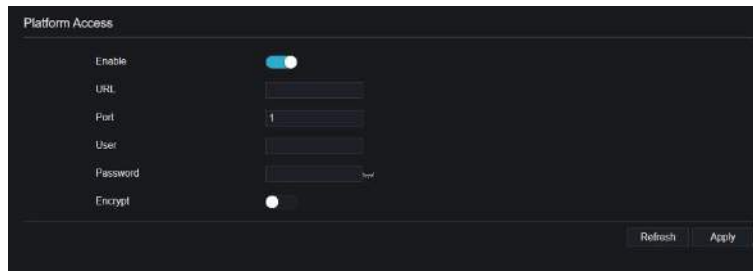 Platform Access
Enable
URL
Port 1
User
Password
Encrypt
Refresh Apply